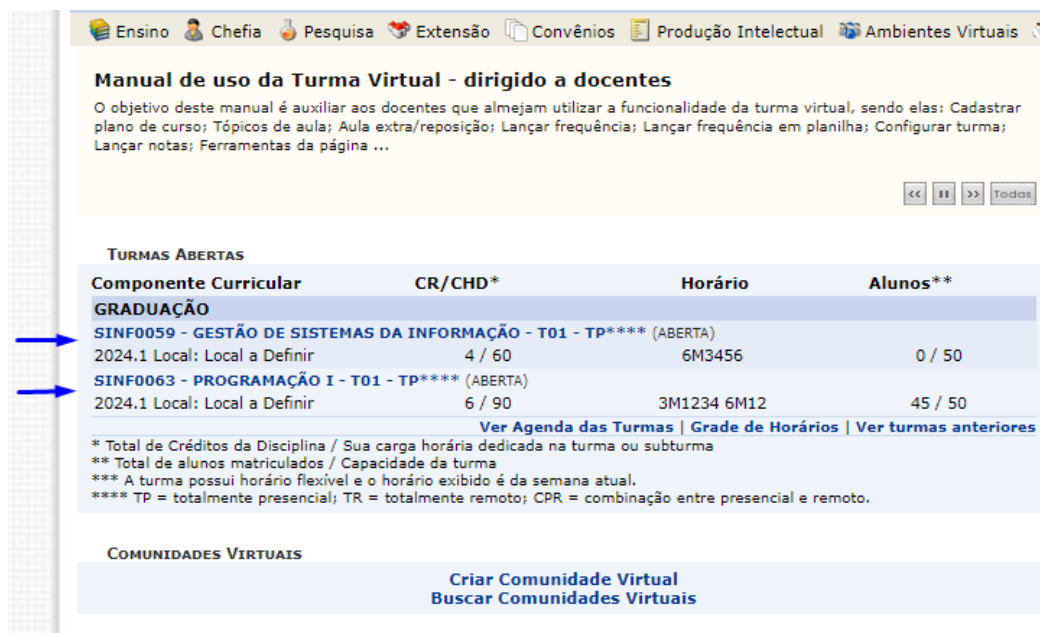 Ensino Chefia Pesquisa Extensão Convênios Produção Intelectual Ambientes Virtuais
Manual de uso da Turma Virtual - dirigido a docentes
O objetivo deste manual é auxiliar aos docentes que almejam utilizar a funcionalidade da turma virtual, sendo elas: Cadastrar
plano de curso; Tópicos de aula; Aula extra/reposição; Lançar frequência; Lançar frequência em planilha; Configurar turma;
Lançar notas; Ferramentas da página ...
<< II >> Todas
TURMAS ABERTAS
Componente Curricular CR/CHD* Horário Alunos**
GRADUAÇÃO
SINF0059 - GESTÃO DE SISTEMAS DA INFORMAÇÃO - T01 - TP**** (ABERTA)
2024.1 Local: Local a Definir 4 / 60 6M3456 0 / 50
SINF0063 - PROGRAMAÇÃO I - T01 - TP**** (ABERTA)
2024.1 Local: Local a Definir 6 / 90 3M1234 6M12 45 / 50
Ver Agenda das Turmas | Grade de Horários | Ver turmas anteriores
* Total de Créditos da Disciplina / Sua carga horária dedicada na turma ou subturma
** Total de alunos matriculados / Capacidade da turma
*** A turma possui horário flexível e o horário exibido é da semana atual.
**** TP = totalmente presencial; TR = totalmente remoto; CPR = combinação entre presencial e remoto.
COMUNIDADES VIRTUAIS
Criar Comunidade Virtual
Buscar Comunidades Virtuais